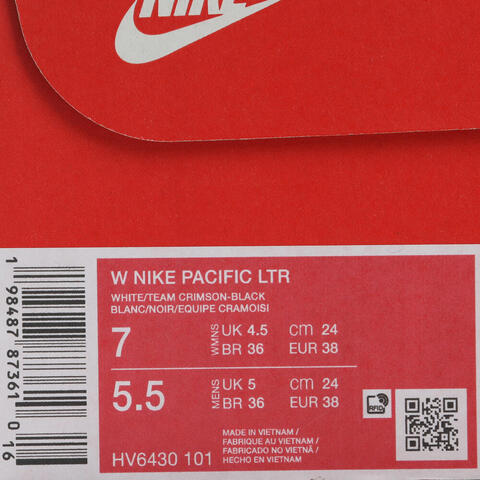 NIKE
W NIKE PACIFIC LTR
WHITE/TEAM CRIMSON-BLACK
BLANC/NOIR/EQUIPE CRAMOISI
7 WMNS UK 4.5 cm 24
BR 36 EUR 38
5.5 MENS UK 5 cm 24
BR 36 EUR 38
RFID
MADE IN VIETNAM /
FABRIQUE AU VIETNAM /
FABRICADO NO VIETNÃ /
HV6430 101 HECHO EN VIETNAM
1 98487 87361 016